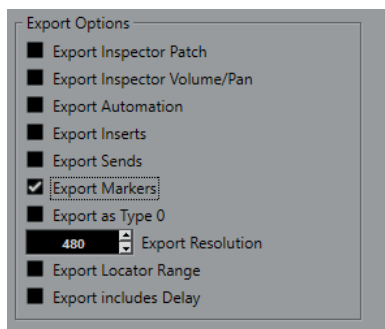 Export Options
Export Inspector Patch
Export Inspector Volume/Pan
Export Automation
Export Inserts
Export Sends
Export Markers
Export as Type 0
480 Export Resolution
Export Locator Range
Export includes Delay